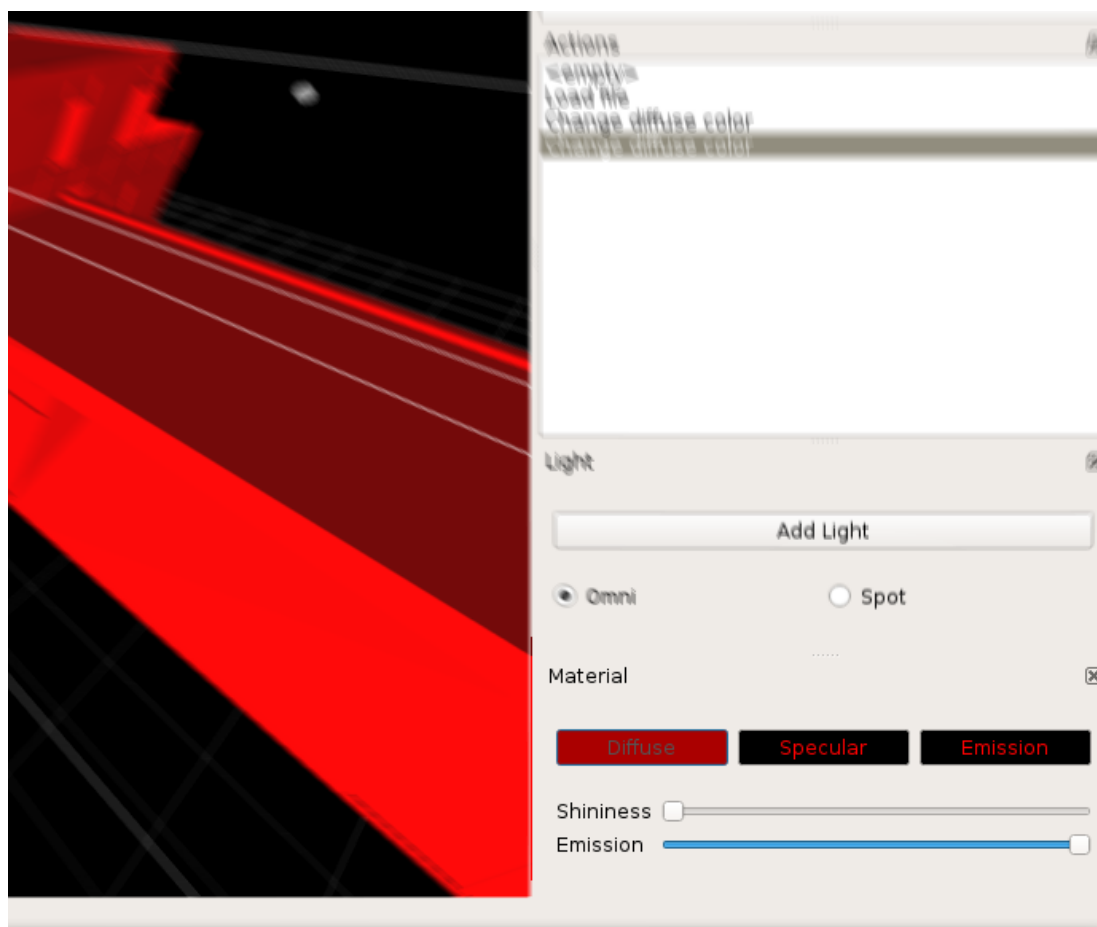 Actions
<empty>
Load file
Change diffuse color
Change diffuse color
Light
Add Light
Omni Spot
Material
Diffuse Specular Emission
Shininess
Emission